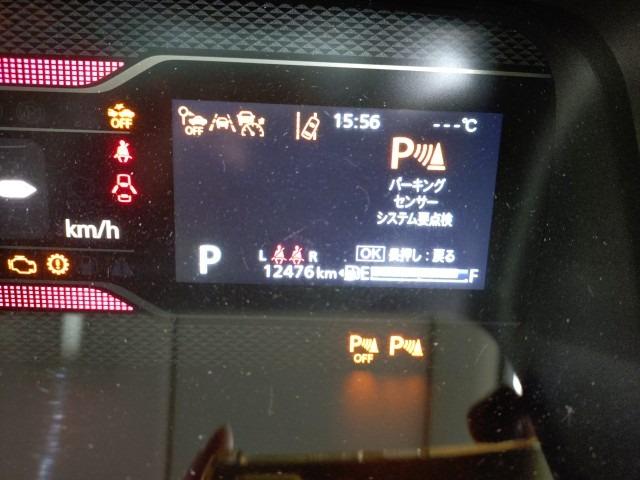 OFF
OFF
15:56
---℃
P
パーキング
センサー
システム要点検
km/h
P
L
R
OK 長押し:戻る
12476km
E
F
P
OFF
P